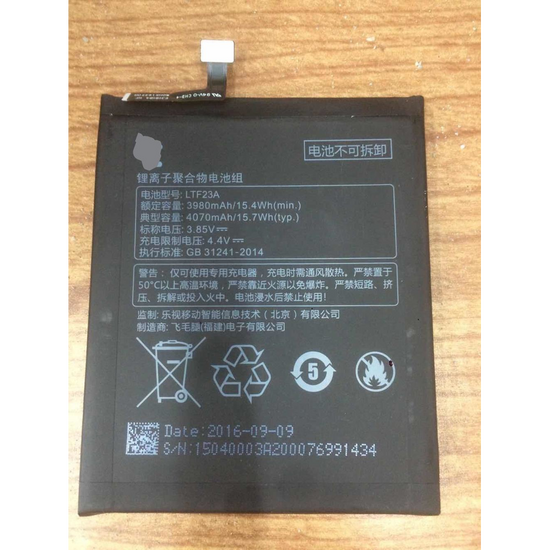 电池不可拆卸
锂离子聚合物电池组
电池型号: LTF23A
额定容量: 3980mAh/15.4Wh(min.)
典型容量: 4070mAh/15.7Wh(typ.)
标称电压: 3.85V
充电限制电压: 4.4V
执行标准: GB 31241-2014
警告: 仅可使用专用充电器，充电时需通风散热。严禁置于
50°C以上高温环境，严禁靠近火源以免爆炸。严禁短路、挤
压、拆解或投入火中。电池浸水后禁用！
监制: 乐视移动智能信息技术（北京）有限公司
制造商: 飞毛腿(福建)电子有限公司
5
Date:2016-09-09
S/N:15040003A200076991434